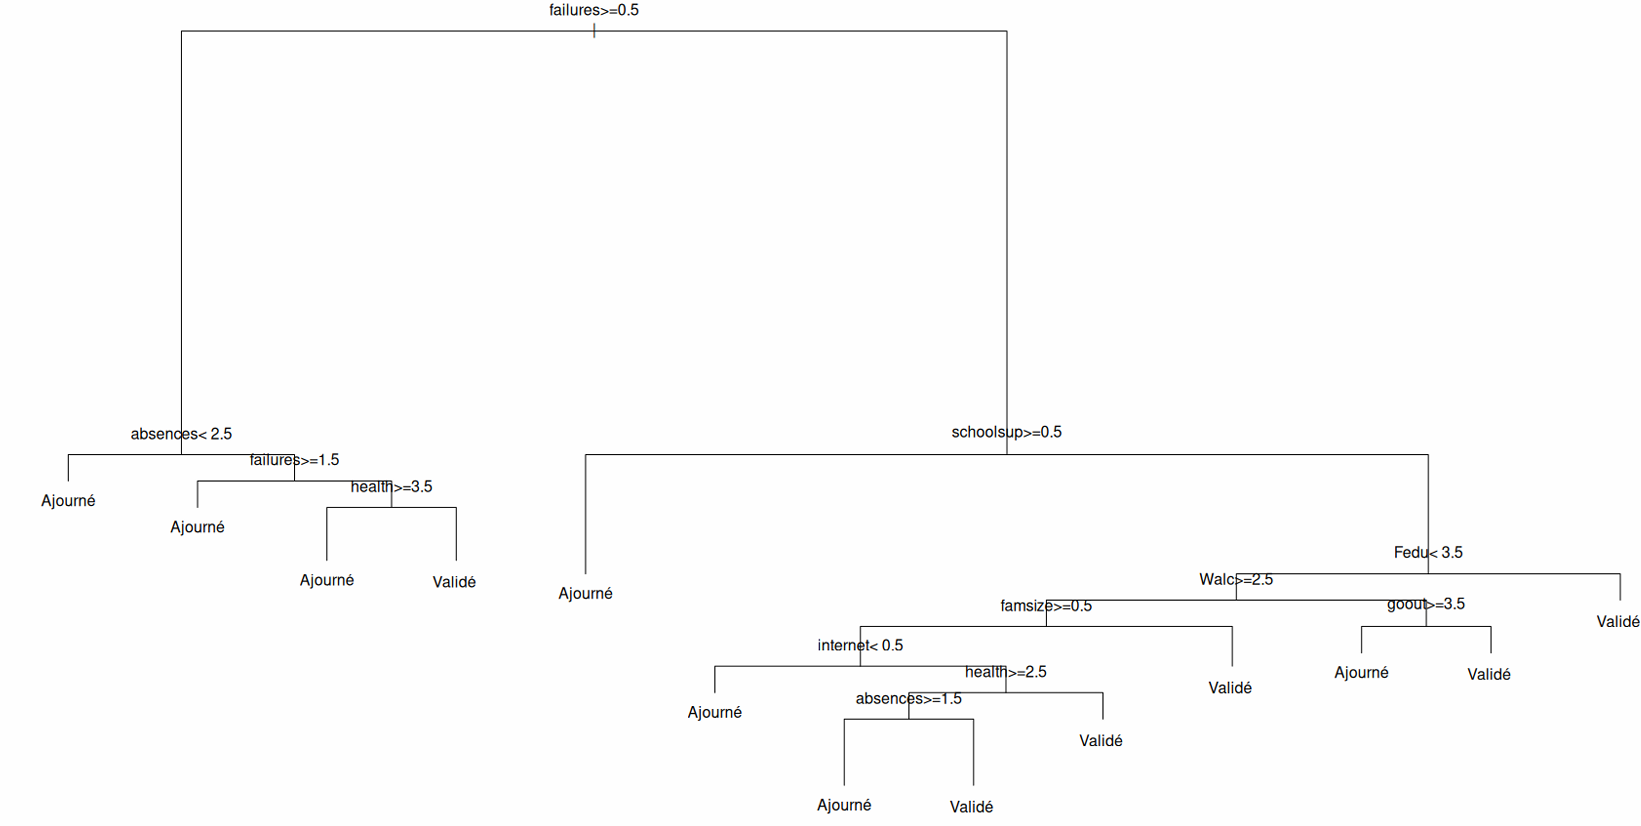 failures>=0.5
absences< 2.5
schoolsup>=0.5
failures>=1.5
health>=3.5
Ajourné
Ajourné
Ajourné
Validé
Ajourné
Fedu< 3.5
Walc>=2.5
goout>=3.5
famsize>=0.5
Validé
internet< 0.5
health>=2.5
Ajourné
Validé
Validé
absences>=1.5
Ajourné
Validé
Ajourné
Validé